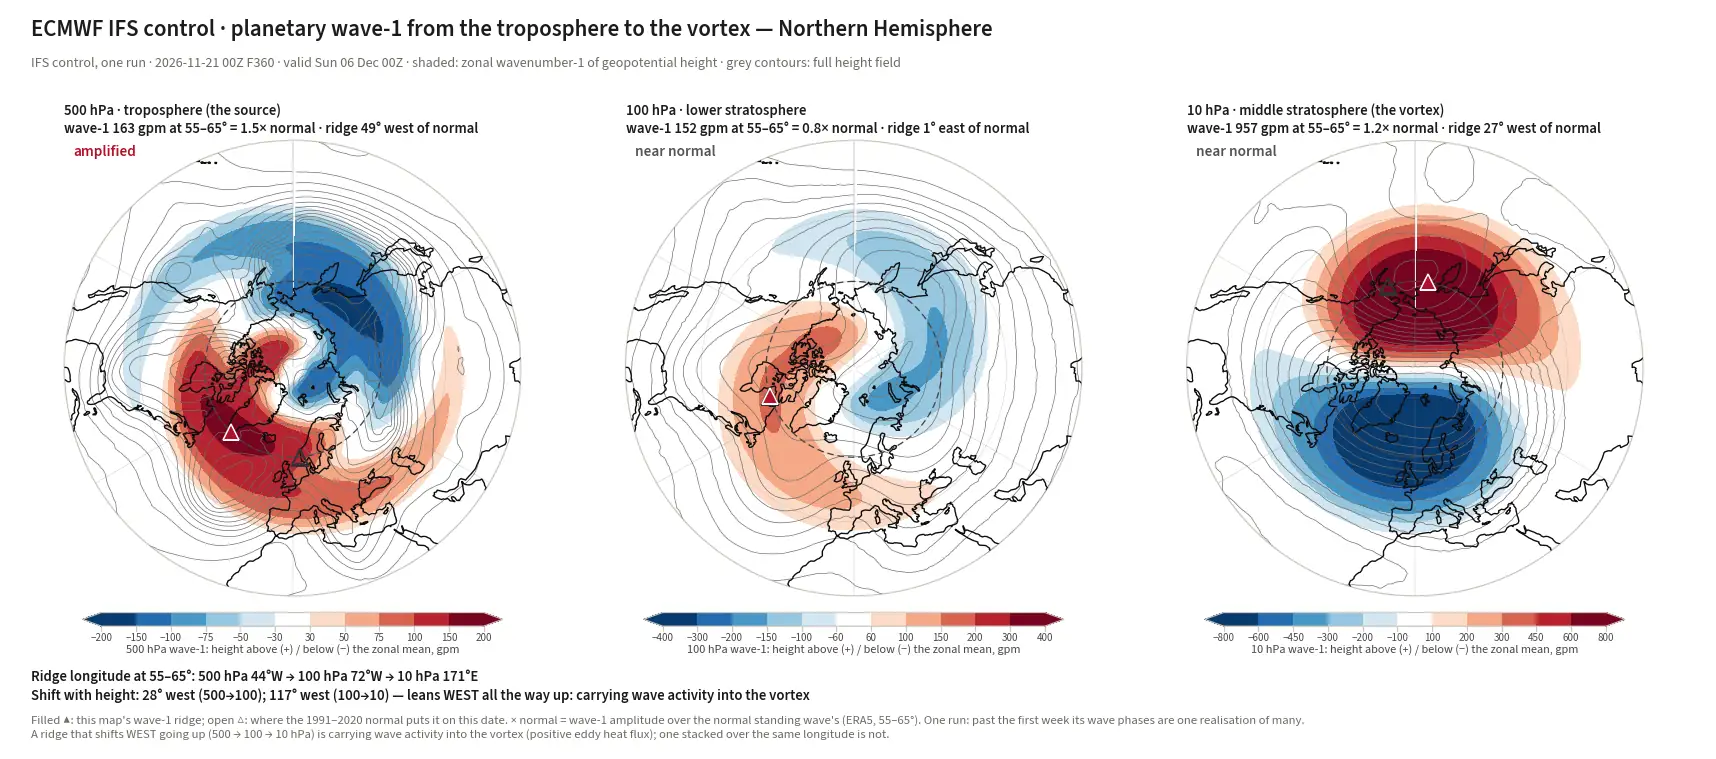 ECMWF IFS control · planetary wave-1 from the troposphere to the vortex — Northern Hemisphere
IFS control, one run · 2026-11-21 00Z F360 · valid Sun 06 Dec 00Z · shaded: zonal wavenumber-1 of geopotential height · grey contours: full height field
500 hPa · troposphere (the source)
wave-1 163 gpm at 55–65° = 1.5× normal · ridge 49° west of normal
amplified
100 hPa · lower stratosphere
wave-1 152 gpm at 55–65° = 0.8× normal · ridge 1° east of normal
near normal
10 hPa · middle stratosphere (the vortex)
wave-1 957 gpm at 55–65° = 1.2× normal · ridge 27° west of normal
near normal
−200 −150 −100 −75 −50 −30 30 50 75 100 150 200
500 hPa wave-1: height above (+) / below (−) the zonal mean, gpm
−400 −300 −200 −150 −100 −60 60 100 150 200 300 400
100 hPa wave-1: height above (+) / below (−) the zonal mean, gpm
−800 −600 −450 −300 −200 −100 100 200 300 450 600 800
10 hPa wave-1: height above (+) / below (−) the zonal mean, gpm
Ridge longitude at 55–65°: 500 hPa 44°W → 100 hPa 72°W → 10 hPa 171°E
Shift with height: 28° west (500→100); 117° west (100→10) — leans WEST all the way up: carrying wave activity into the vortex
Filled ▲: this map's wave-1 ridge; open △: where the 1991–2020 normal puts it on this date. × normal = wave-1 amplitude over the normal standing wave's (ERA5, 55–65°). One run: past the first week its wave phases are one realisation of many.
A ridge that shifts WEST going up (500 → 100 → 10 hPa) is carrying wave activity into the vortex (positive eddy heat flux); one stacked over the same longitude is not.